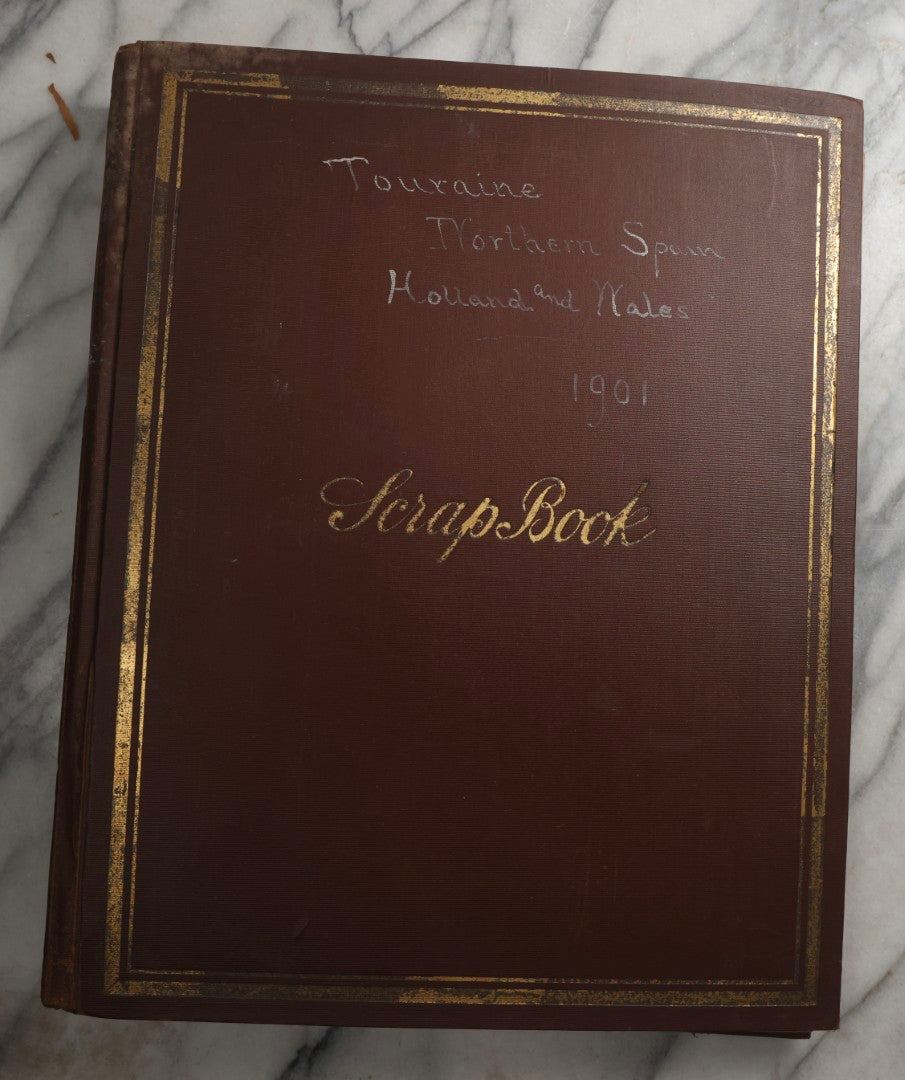 Touraine
Northern Spain
Holland and Wales
1901
Scrap Book